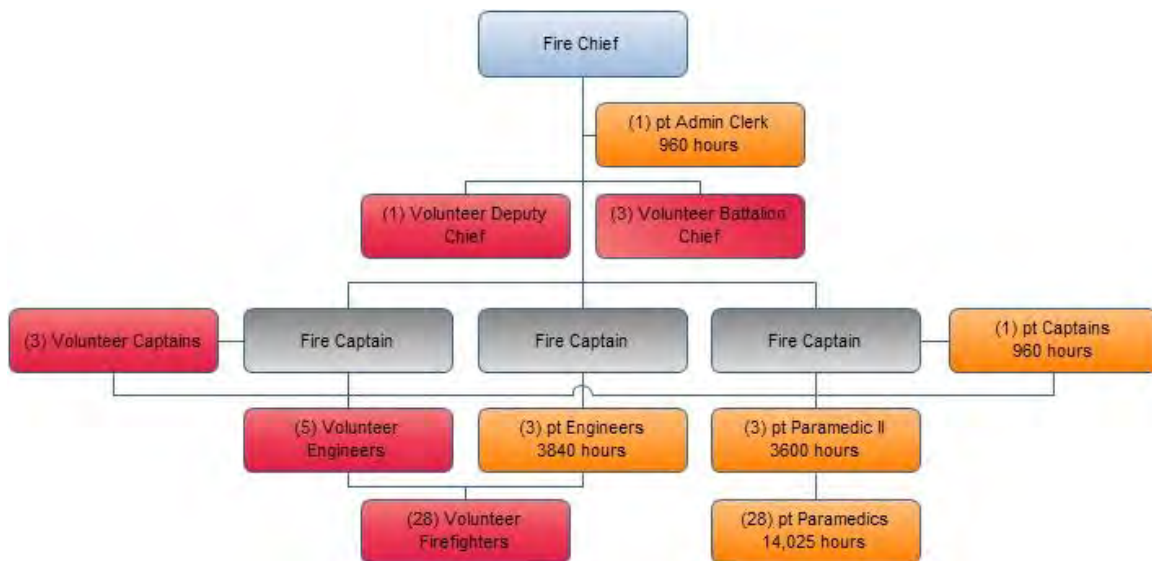 Fire Chief
(1) pt Admin Clerk
960 hours
(1) Volunteer Deputy
Chief
(3) Volunteer Battalion
Chief
(3) Volunteer Captains
Fire Captain
Fire Captain
Fire Captain
(1) pt Captains
960 hours
(5) Volunteer
Engineers
(3) pt Engineers
3840 hours
(3) pt Paramedic II
3600 hours
(28) Volunteer
Firefighters
(28) pt Paramedics
14,025 hours